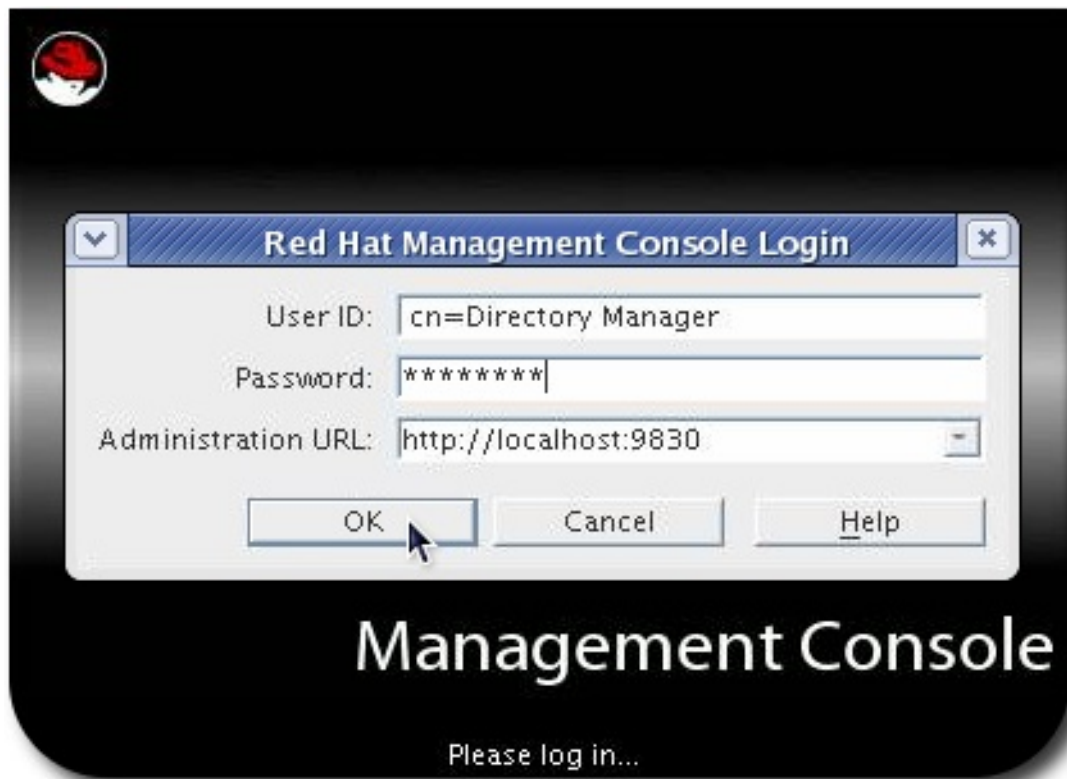 Red Hat Management Console Login
User ID: cn=Directory Manager
Password: ********
Administration URL: http://localhost:9830
OK Cancel Help
Management Console
Please log in...